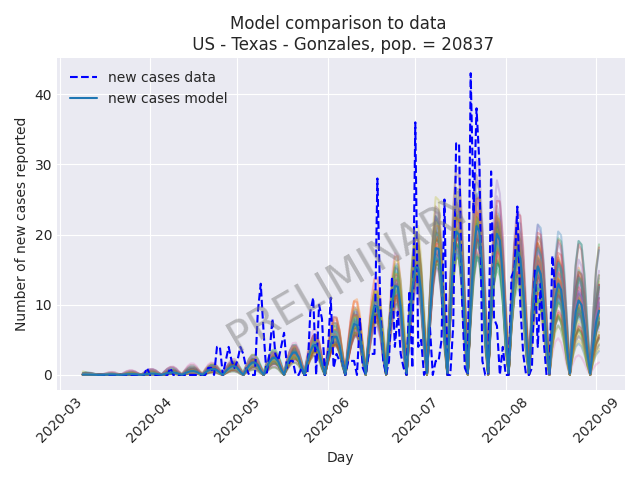 Model comparison to data
US - Texas - Gonzales, pop. = 20837
new cases data
new cases model
Number of new cases reported
40
30
20
10
0
PRELIMINARY
2020-03
2020-04
2020-05
2020-06
2020-07
2020-08
2020-09
Day